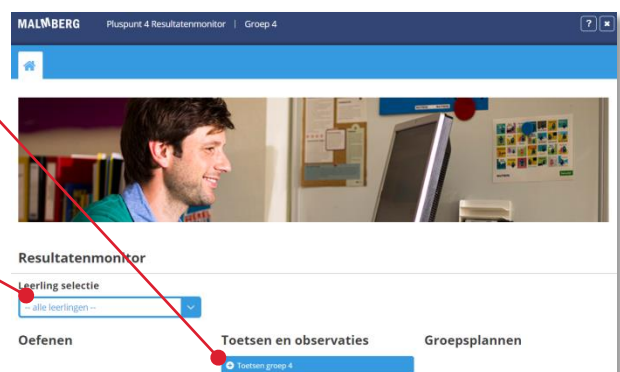 MALMBERG Pluspunt 4 Resultatenmonitor | Groep 4 ?
Resultatenmonitor
Leerling selectie
-- alle leerlingen --
Oefenen Toetsen en observaties Groepsplannen
Toetsen groep 4